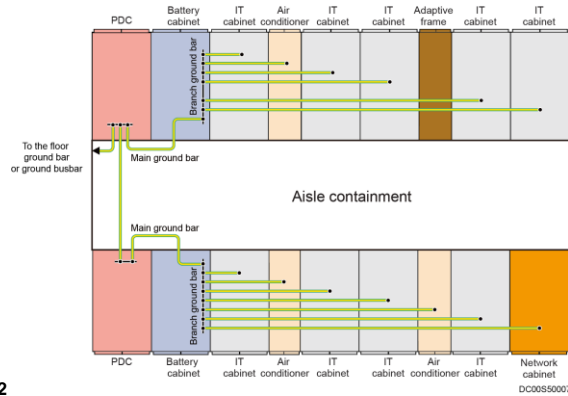 PDC
Battery
cabinet
IT
cabinet
Air
conditioner
IT
cabinet
IT
cabinet
Adaptive
frame
IT
cabinet
IT
cabinet
Branch ground bar
To the floor
ground bar
or ground busbar
Main ground bar
Aisle containment
Main ground bar
Branch ground bar
PDC
Battery
cabinet
IT
cabinet
Air
conditioner
IT
cabinet
IT
cabinet
Air
conditioner
IT
cabinet
Network
cabinet
2
DC00S50007